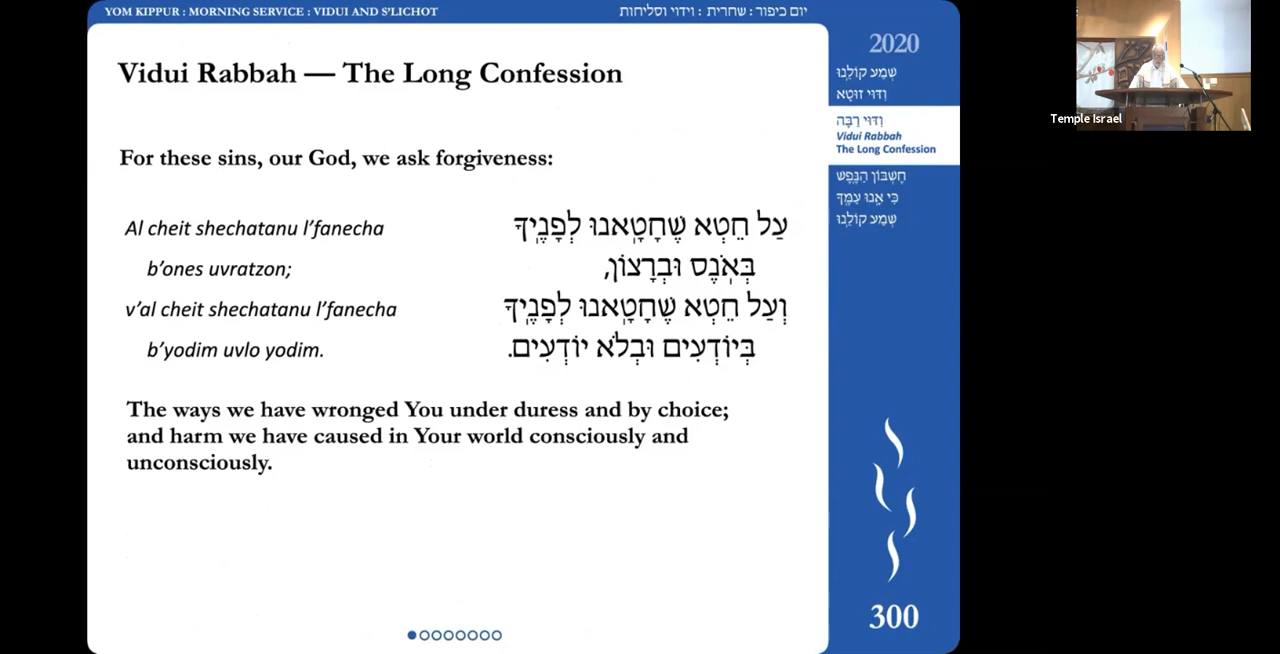 YOM KIPPUR : MORNING SERVICE : VIDUI AND S'LICHOT
יום כיפור : שחרית : וידוי וסליחות
Vidui Rabbah — The Long Confession
For these sins, our God, we ask forgiveness:
Al cheit shechatanu l’fanecha
עַל חֵטְא שֶׁחָטָֽאנוּ לְפָנֶֽיךָ
b’ones uvratzon;
בְּאֹֽנֶס וּבְרָצוֹן,
v’al cheit shechatanu l’fanecha
וְעַל חֵטְא שֶׁחָטָֽאנוּ לְפָנֶֽיךָ
b’yodim uvlo yodim.
בְּיוֹדְעִים וּבְלֹא יוֹדְעִים.
The ways we have wronged You under duress and by choice;
and harm we have caused in Your world consciously and
unconsciously.
2020
שְׁמַע קוֹלֵֽנוּ
וִדּוּי זוּטָא
וִדּוּי רַבָּה
Vidui Rabbah
The Long Confession
חֶשְׁבּוֹן הַנֶּֽפֶשׁ
כִּי אָֽנוּ עַמֶּֽךָ
שְׁמַע קוֹלֵֽנוּ
300
Temple Israel